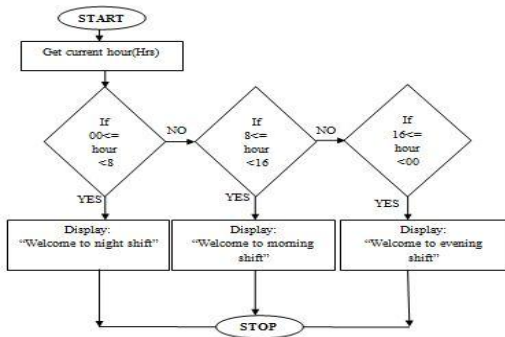 START
Get current hour(Hrs)
If
00<=
hour
<8
NO
If
8<=
hour
<16
NO
If
16<=
hour
<00
YES
YES
YES
Display:
“Welcome to night shift”
Display:
“Welcome to morning
shift”
Display:
“Welcome to evening
shift”
STOP